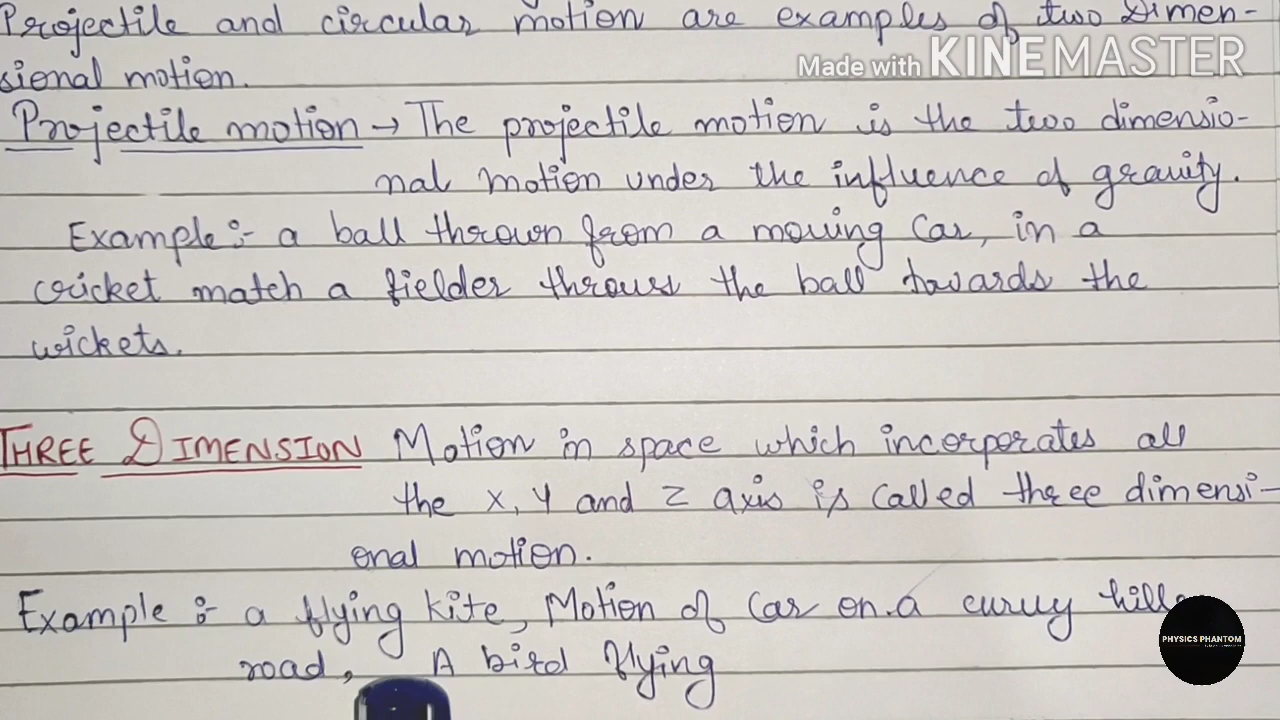 Projectile and circular motion are examples of two Dimen-
sional motion.
Made with KINEMASTER
Projectile motion → The projectile motion is the two dimensio-
nal motion under the influence of gravity.
Example :- a ball thrown from a moving Car, in a
cricket match a fielder throws the ball towards the
wickets.
THREE DIMENSION Motion in space which incorporates all
the X, Y and Z axis is called three dimensi-
onal motion.
Example :- a flying kite, Motion of Car on a curvy
road, A bird flying
PHYSICS PHANTOM